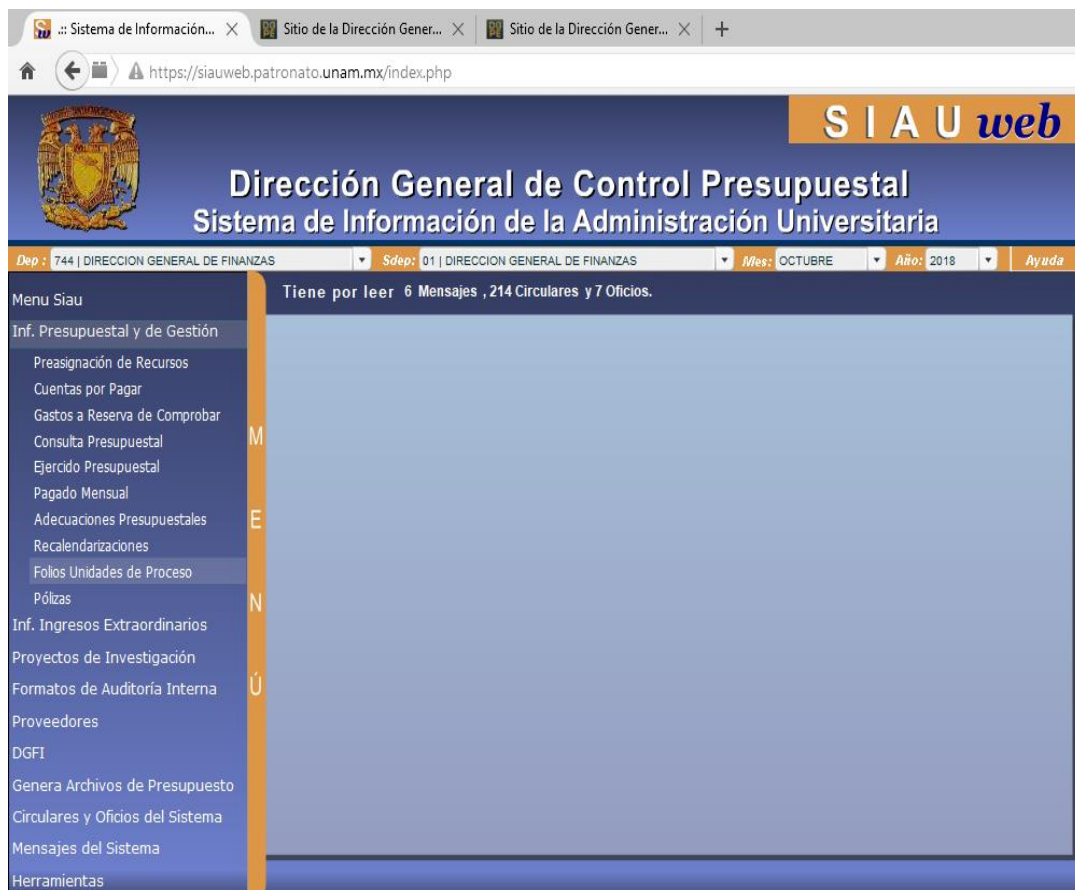 .:: Sistema de Información...
Sitio de la Dirección Gener...
Sitio de la Dirección Gener...
https://siauweb.patronato.unam.mx/index.php
SIAU web
Dirección General de Control Presupuestal
Sistema de Información de la Administración Universitaria
Dep : 744 | DIRECCION GENERAL DE FINANZAS Sdep: 01 | DIRECCION GENERAL DE FINANZAS Mes: OCTUBRE Año: 2018 Ayuda
Tiene por leer 6 Mensajes , 214 Circulares y 7 Oficios.
Menu Siau
Inf. Presupuestal y de Gestión
Preasignación de Recursos
Cuentas por Pagar
Gastos a Reserva de Comprobar
Consulta Presupuestal
Ejercido Presupuestal
Pagado Mensual
Adecuaciones Presupuestales
Recalendarizaciones
Folios Unidades de Proceso
Pólizas
Inf. Ingresos Extraordinarios
Proyectos de Investigación
Formatos de Auditoría Interna
Proveedores
DGFI
Genera Archivos de Presupuesto
Circulares y Oficios del Sistema
Mensajes del Sistema
Herramientas
M
E
N
Ú